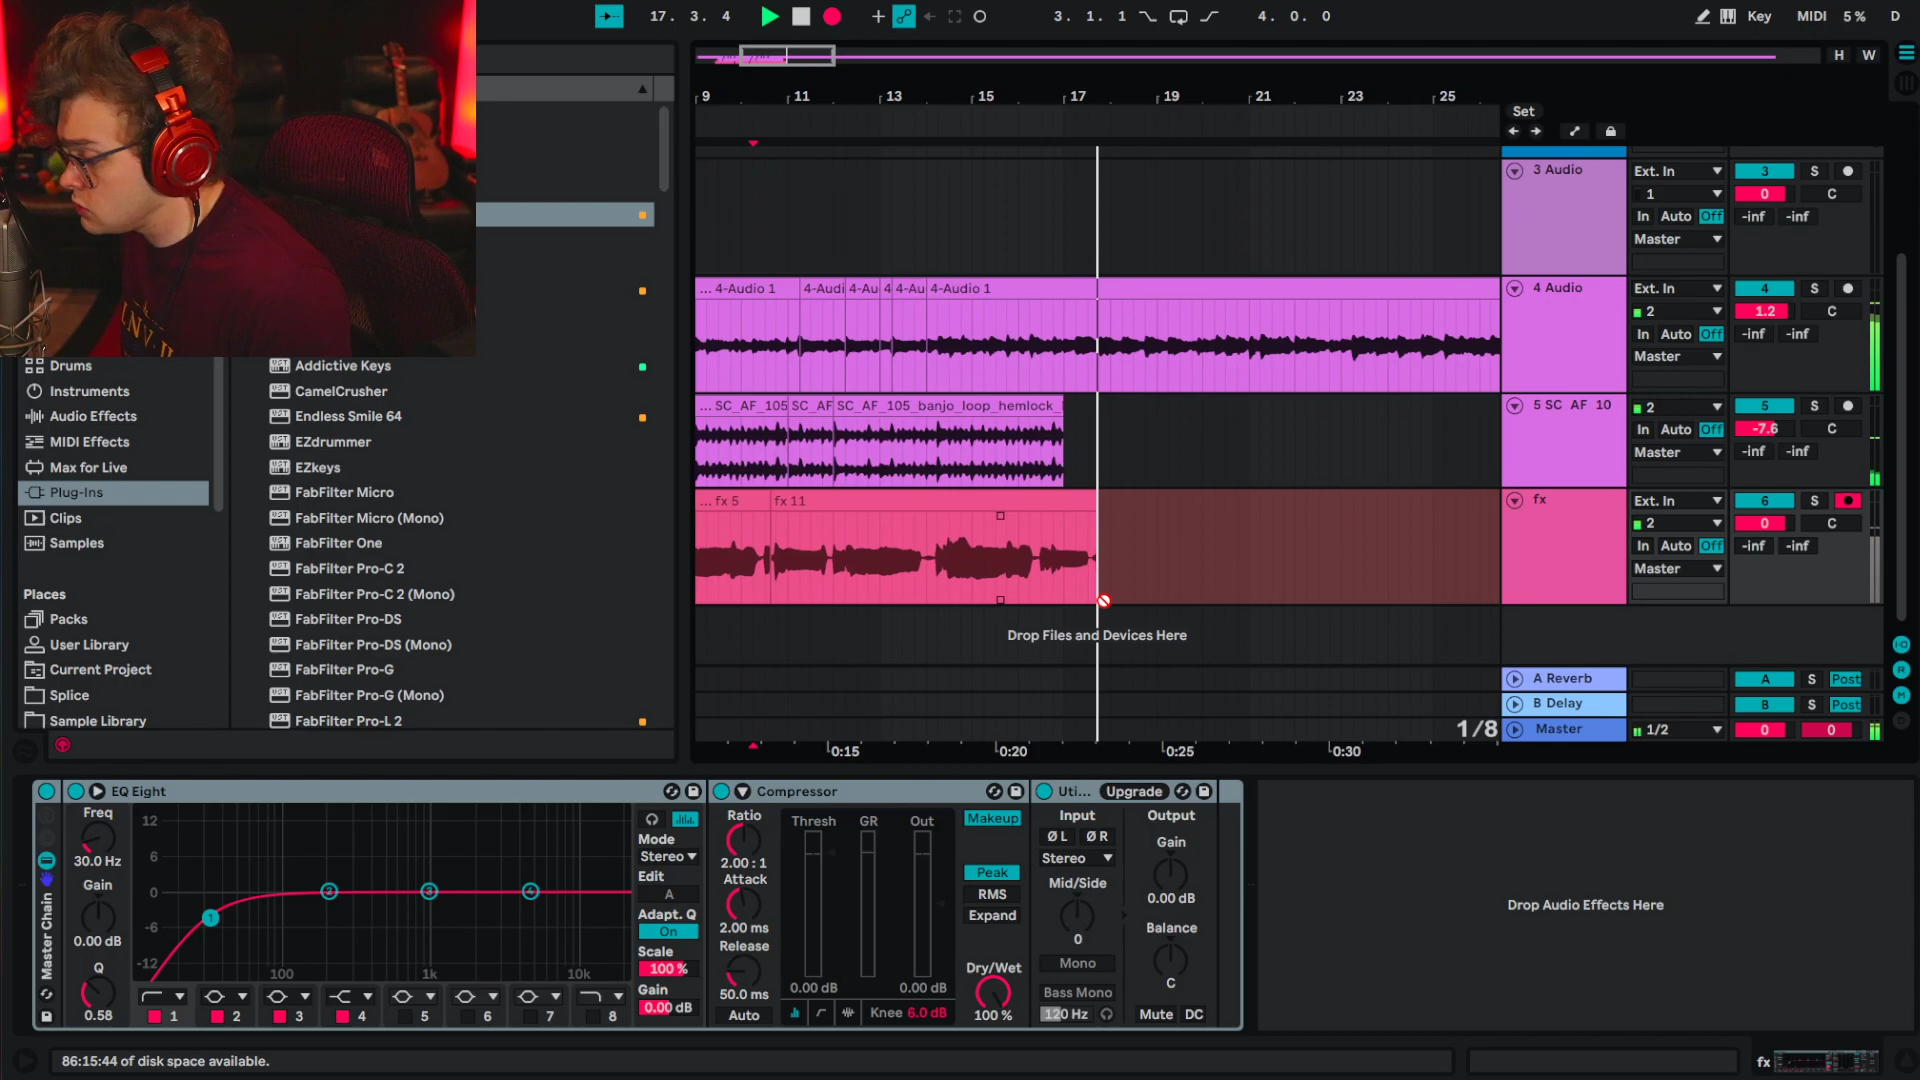 17. 3. 4
3. 1. 1
4. 0. 0
Key
MIDI
5 %
D
H
W
9
11
13
15
17
19
21
23
25
Set
3 Audio
Ext. In
1
In
Auto
Off
Master
3
S
0
C
-inf
-inf
... 4-Audio 1
4-Audi
4-Au
4
4-Au
4-Audio 1
4 Audio
Ext. In
2
In
Auto
Off
Master
4
S
1.2
C
-inf
-inf
... SC_AF_105
SC_AF
SC_AF_105_banjo_loop_hemlock_
5 SC AF 10
2
In
Auto
Off
Master
5
S
-7.6
C
-inf
-inf
... fx 5
fx 11
fx
Ext. In
2
In
Auto
Off
Master
6
S
0
C
-inf
-inf
Drop Files and Devices Here
A Reverb
A
S
Post
B Delay
B
S
Post
1/8
Master
1/2
0
0
0:15
0:20
0:25
0:30
Drums
Instruments
Audio Effects
MIDI Effects
Max for Live
Plug-Ins
Clips
Samples
Places
Packs
User Library
Current Project
Splice
Sample Library
Addictive Keys
CamelCrusher
Endless Smile 64
EZdrummer
EZkeys
FabFilter Micro
FabFilter Micro (Mono)
FabFilter One
FabFilter Pro-C 2
FabFilter Pro-C 2 (Mono)
FabFilter Pro-DS
FabFilter Pro-DS (Mono)
FabFilter Pro-G
FabFilter Pro-G (Mono)
FabFilter Pro-L 2
Master Chain
EQ Eight
Freq
30.0 Hz
Gain
0.00 dB
Q
0.58
12
6
0
-6
-12
100
1k
10k
1
2
3
4
1
2
3
4
5
6
7
8
Mode
Stereo
Edit
A
Adapt. Q
On
Scale
100 %
Gain
0.00 dB
Compressor
Ratio
2.00 : 1
Attack
2.00 ms
Release
50.0 ms
Auto
Thresh
GR
Out
0.00 dB
0.00 dB
Knee 6.0 dB
Makeup
Peak
RMS
Expand
Dry/Wet
100 %
Uti...
Upgrade
Input
Ø L
Ø R
Stereo
Mid/Side
0
Mono
Bass Mono
120 Hz
Output
Gain
0.00 dB
Balance
C
Mute
DC
Drop Audio Effects Here
86:15:44 of disk space available.
fx